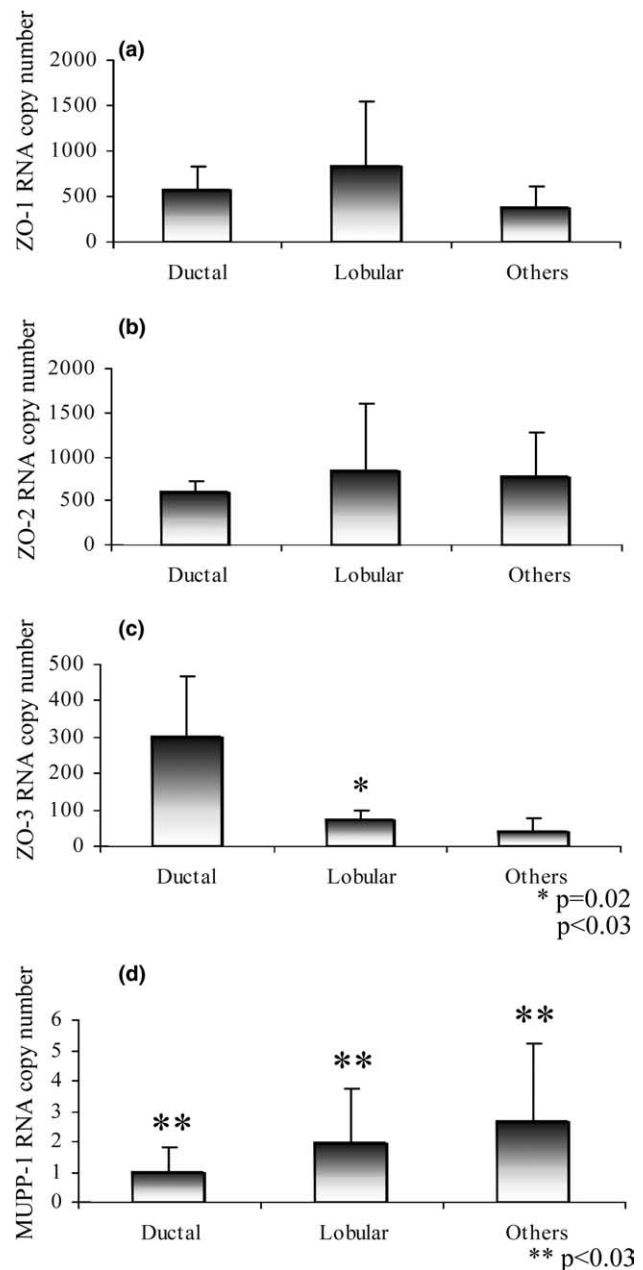 (a)
ZO-1 RNA copy number
2000
1500
1000
500
0
Ductal Lobular Others
(b)
ZO-2 RNA copy number
2000
1500
1000
500
0
Ductal Lobular Others
(c)
ZO-3 RNA copy number
500
400
300
200
100
0
*
Ductal Lobular Others
* p=0.02
p<0.03
(d)
MUPP-1 RNA copy number
6
5
4
3
2
1
0
** ** **
Ductal Lobular Others
** p<0.03